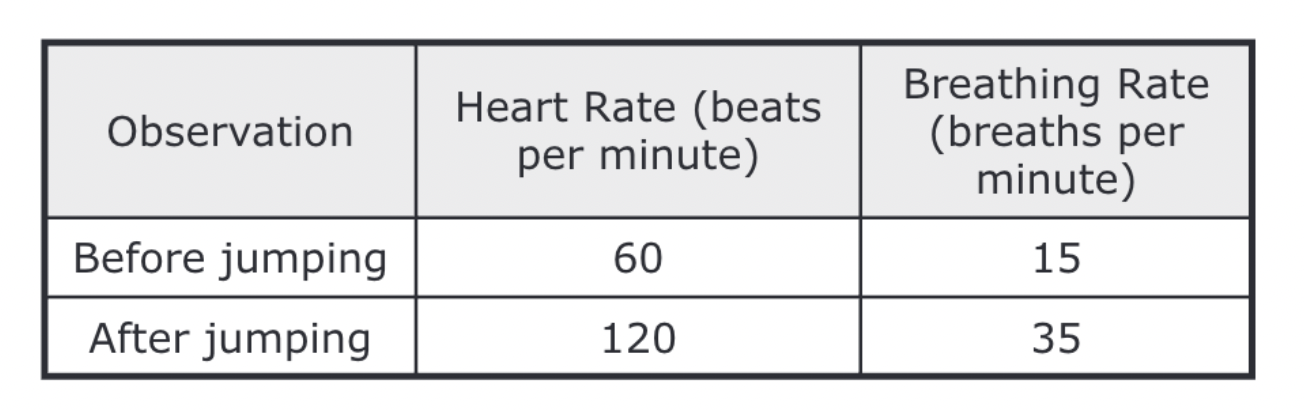 Observation
Heart Rate (beats
per minute)
Breathing Rate
(breaths per
minute)
Before jumping
60
15
After jumping
120
35